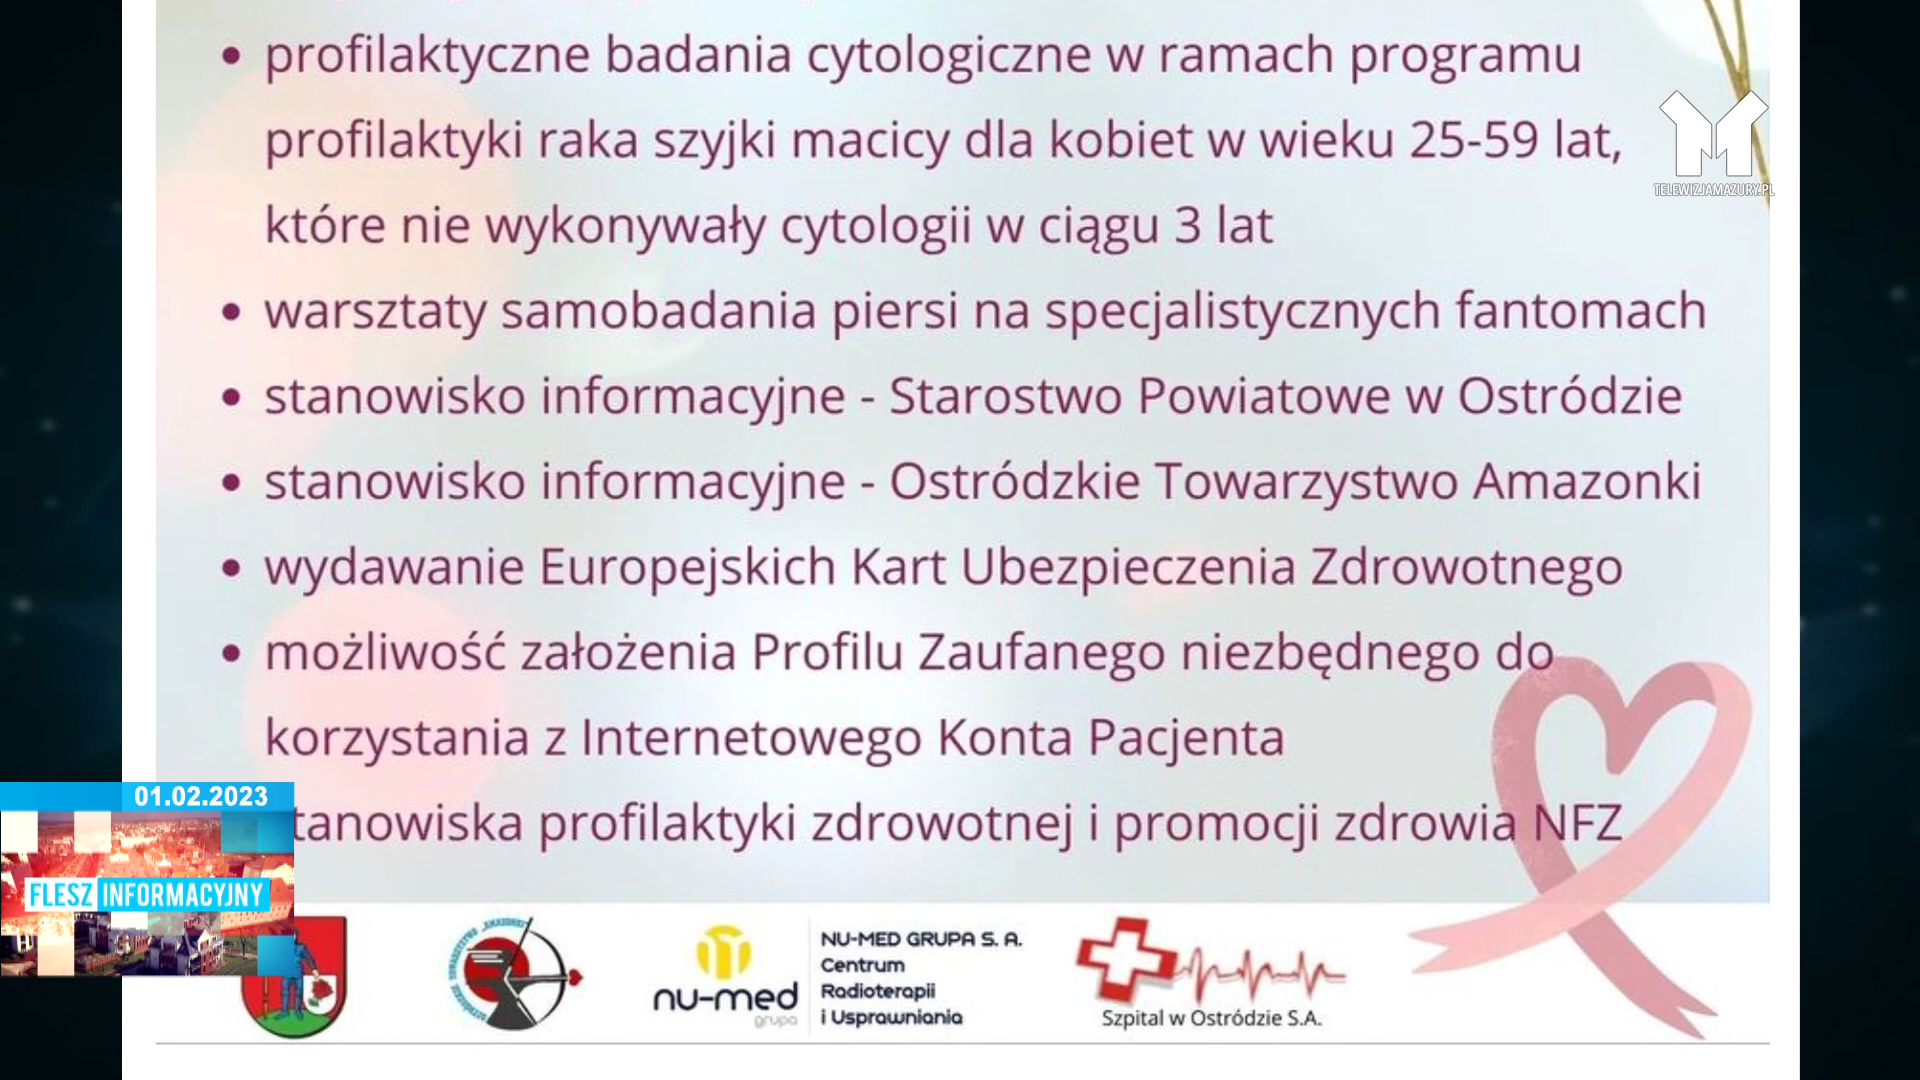 profilaktyczne badania cytologiczne w ramach programu
profilaktyki raka szyjki macicy dla kobiet w wieku 25-59 lat,
które nie wykonywały cytologii w ciągu 3 lat
warsztaty samobadania piersi na specjalistycznych fantomach
stanowisko informacyjne - Starostwo Powiatowe w Ostródzie
stanowisko informacyjne - Ostródzkie Towarzystwo Amazonki
wydawanie Europejskich Kart Ubezpieczenia Zdrowotnego
możliwość założenia Profilu Zaufanego niezbędnego do
korzystania z Internetowego Konta Pacjenta
tanowiska profilaktyki zdrowotnej i promocji zdrowia NFZ
TELEWIZJAMAZURY.PL
01.02.2023
FLESZ INFORMACYJNY
nu-med
grupa
NU-MED GRUPA S. A.
Centrum
Radioterapii
i Usprawniania
Szpital w Ostródzie S.A.